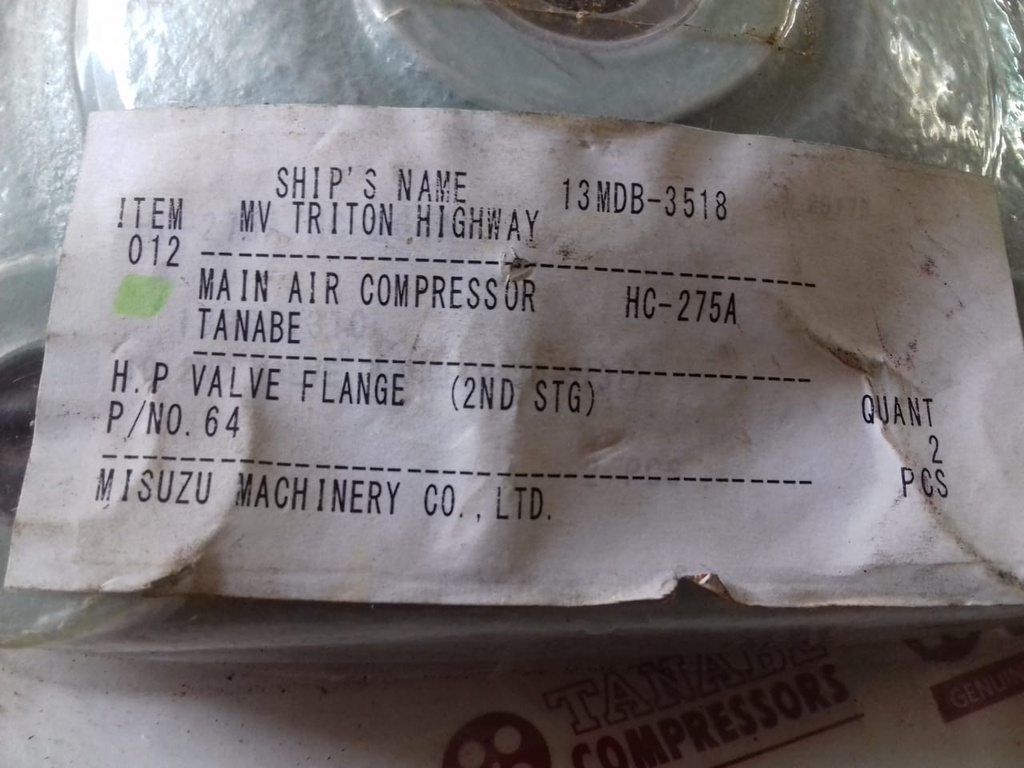 SHIP'S NAME 13MDB-3518
ITEM MV TRITON HIGHWAY
012
MAIN AIR COMPRESSOR HC-275A
TANABE
H.P VALVE FLANGE (2ND STG)
P/NO.64
QUANT
2
PCS
MISUZU MACHINERY CO.,LTD.
TANABE
COMPRESSORS